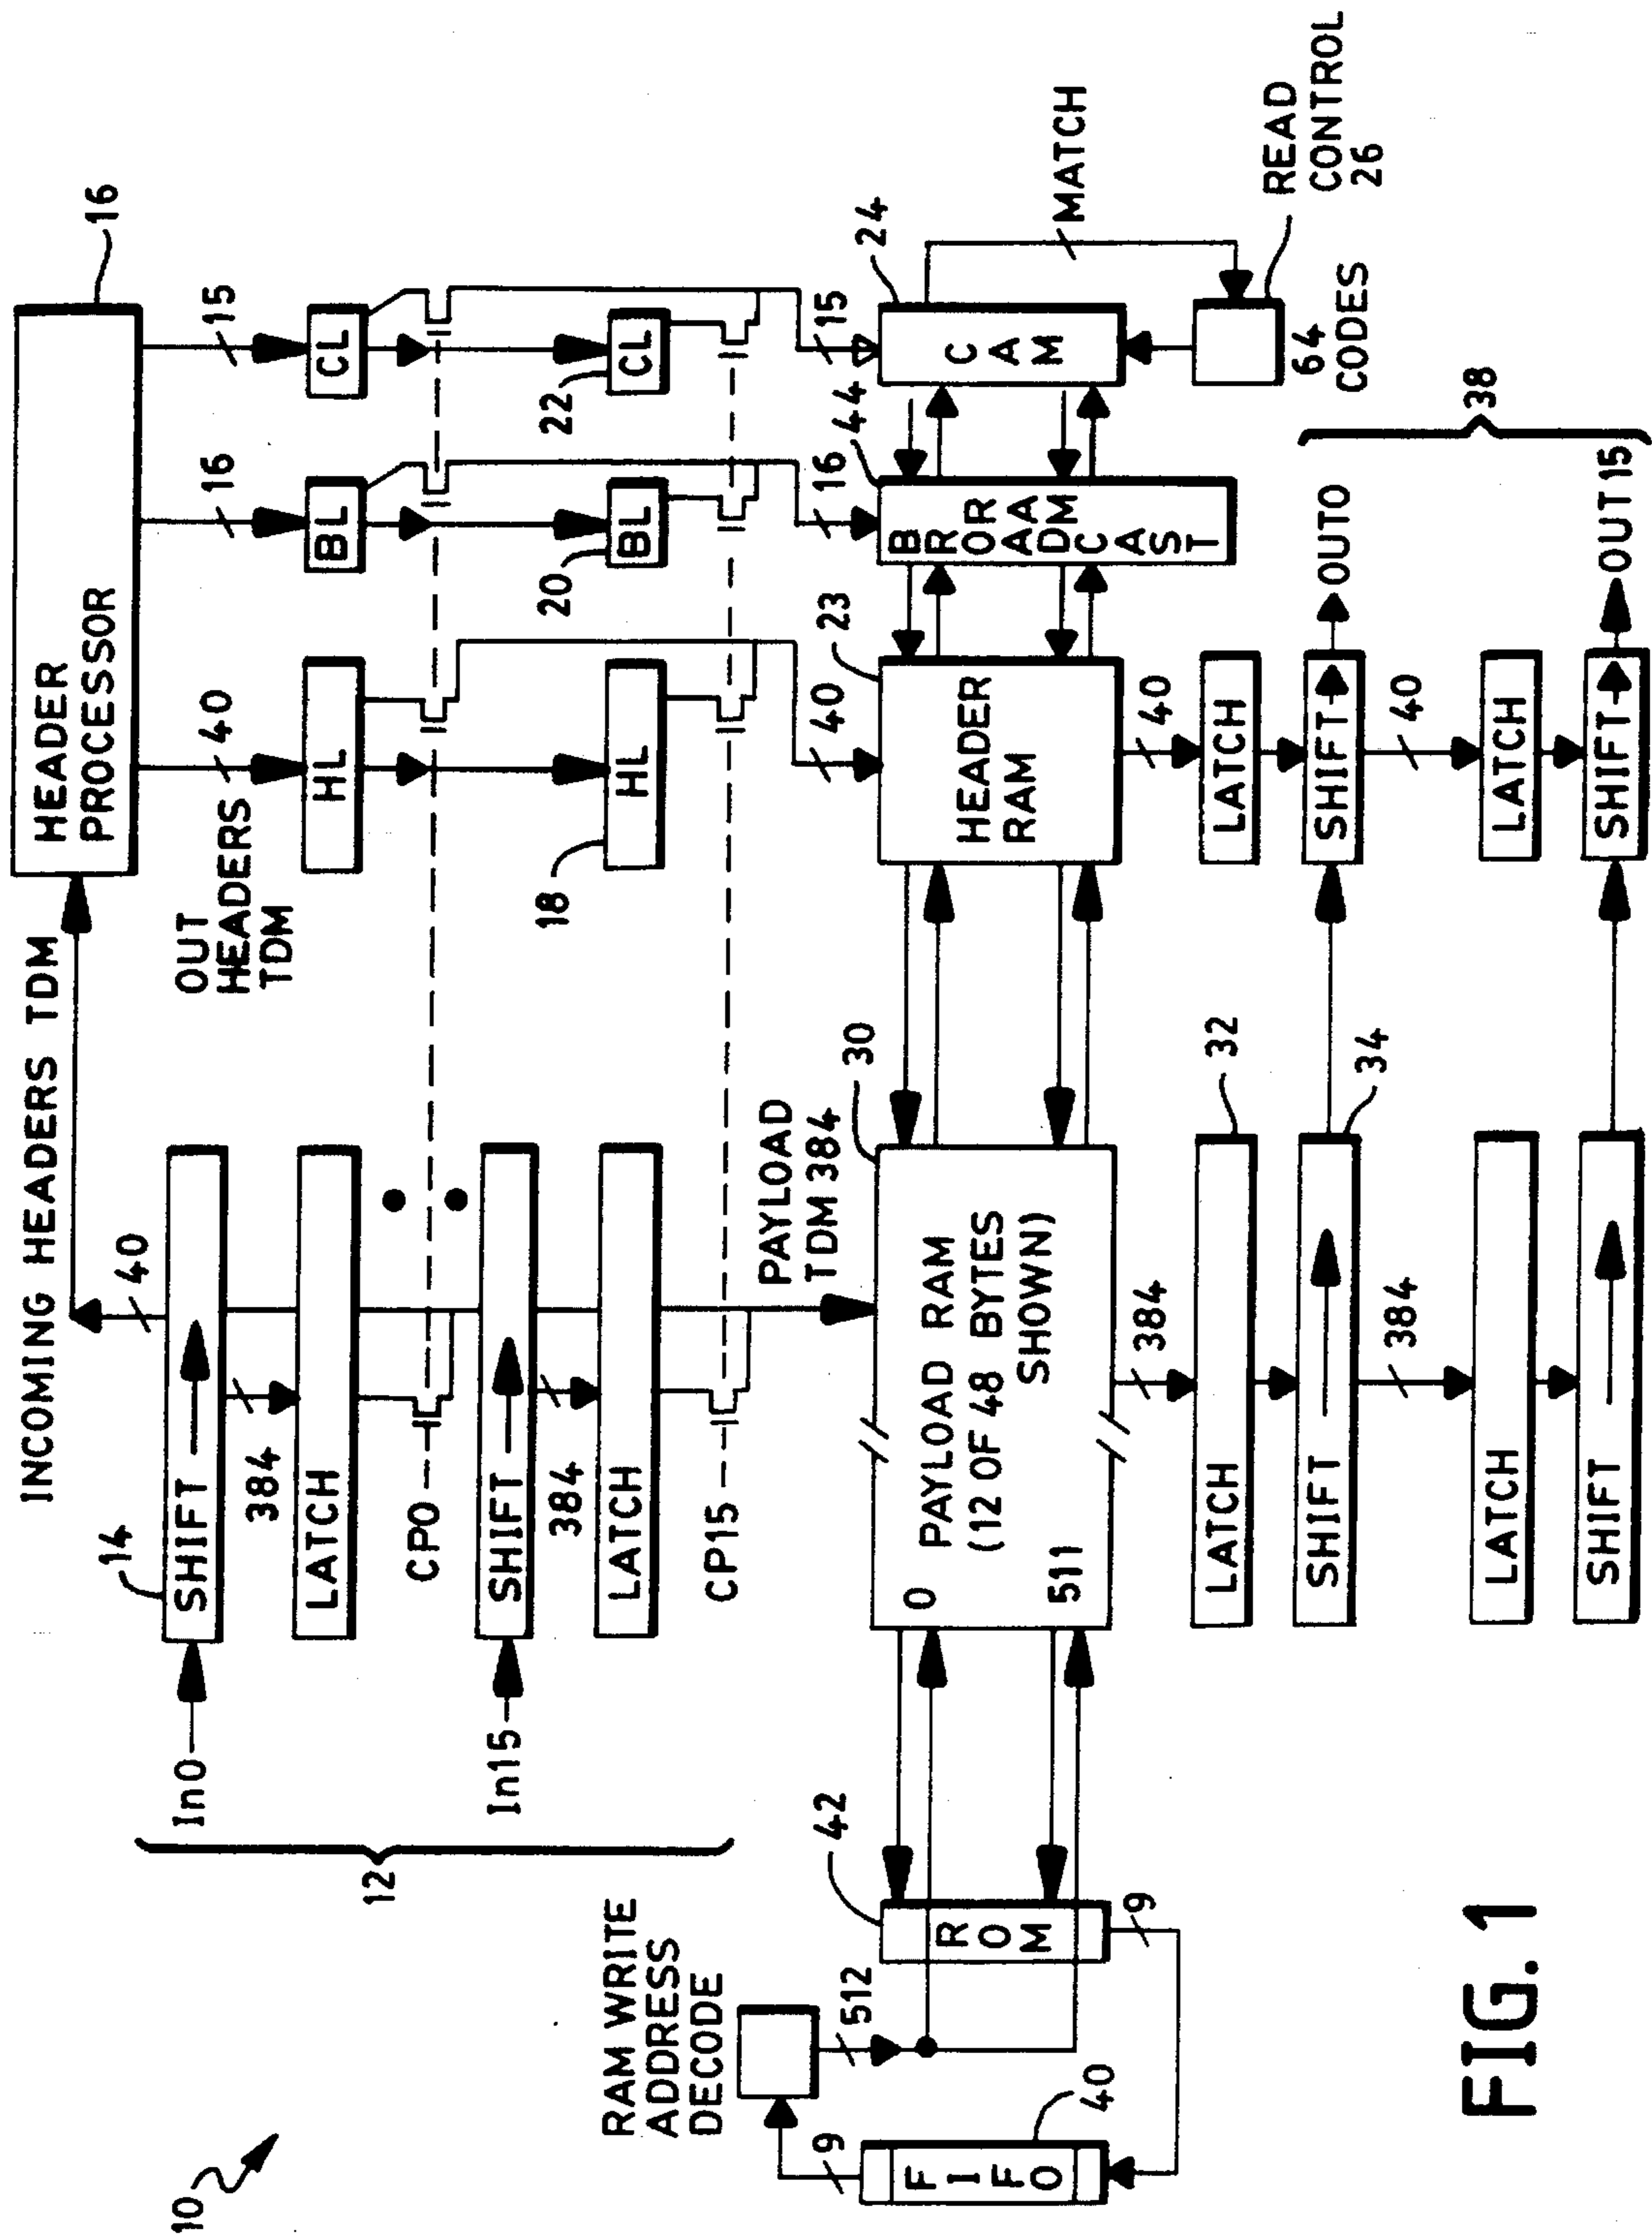 10
INCOMING HEADERS TDM
HEADER
PROCESSOR
16
In0
14
SHIFT
40
384
LATCH
CP0
In15
SHIFT
384
LATCH
CP15
12
OUT
HEADERS
TDM
40
16
15
HL
BL
CL
18
HL
20
BL
22
CL
PAYLOAD
TDM 384
40
16
15
RAM WRITE
ADDRESS
DECODE
9
512
FIFO
40
9
ROM
42
0
PAYLOAD RAM
(12 OF 48 BYTES
SHOWN)
511
30
HEADER
RAM
23
BROADCAST
RAM
44
CAM
24
MATCH
64
CODES
READ
CONTROL
26
384
LATCH
32
SHIFT
34
384
LATCH
SHIFT
40
LATCH
SHIFT
OUT0
40
LATCH
SHIFT
OUT15
38
FIG. 1